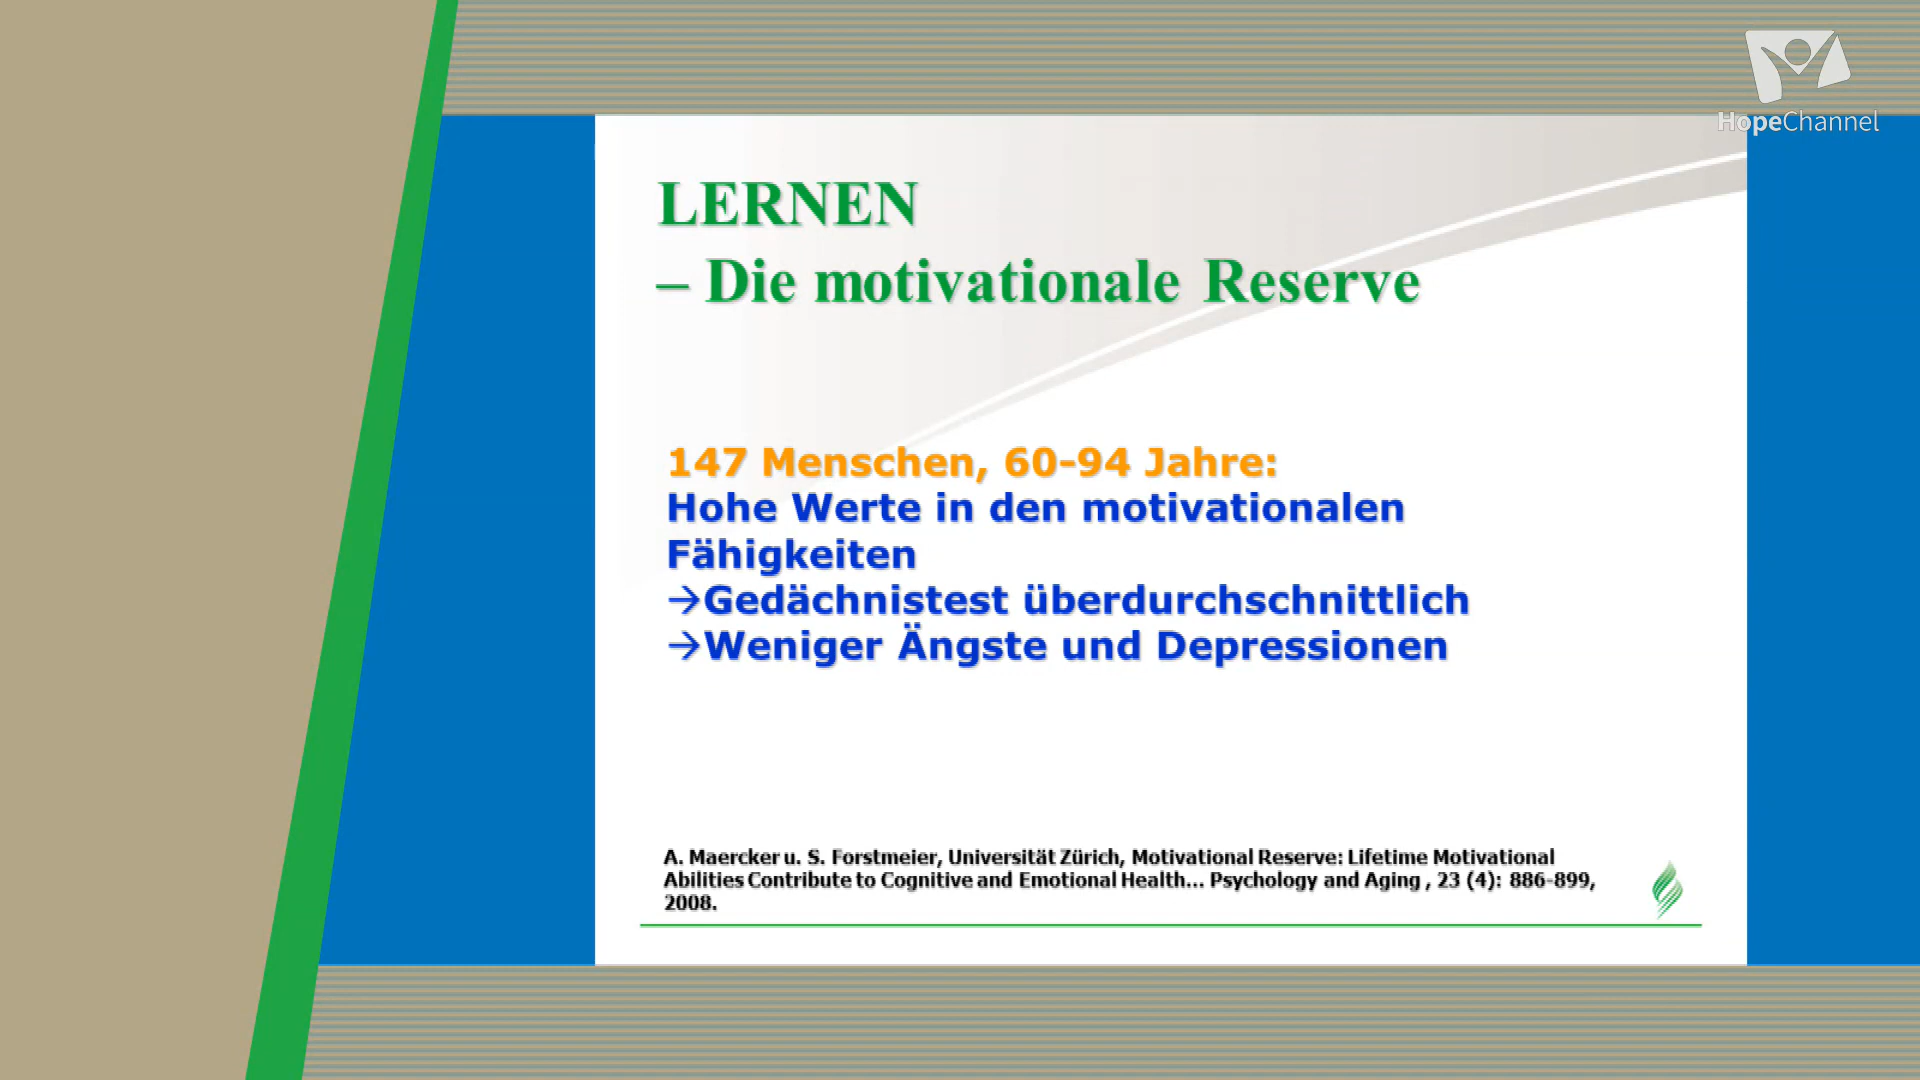 HopeChannel
LERNEN
– Die motivationale Reserve
147 Menschen, 60-94 Jahre:
Hohe Werte in den motivationalen
Fähigkeiten
→Gedächnistest überdurchschnittlich
→Weniger Ängste und Depressionen
A. Maercker u. S. Forstmeier, Universität Zürich, Motivational Reserve: Lifetime Motivational
Abilities Contribute to Cognitive and Emotional Health... Psychology and Aging , 23 (4): 886-899,
2008.